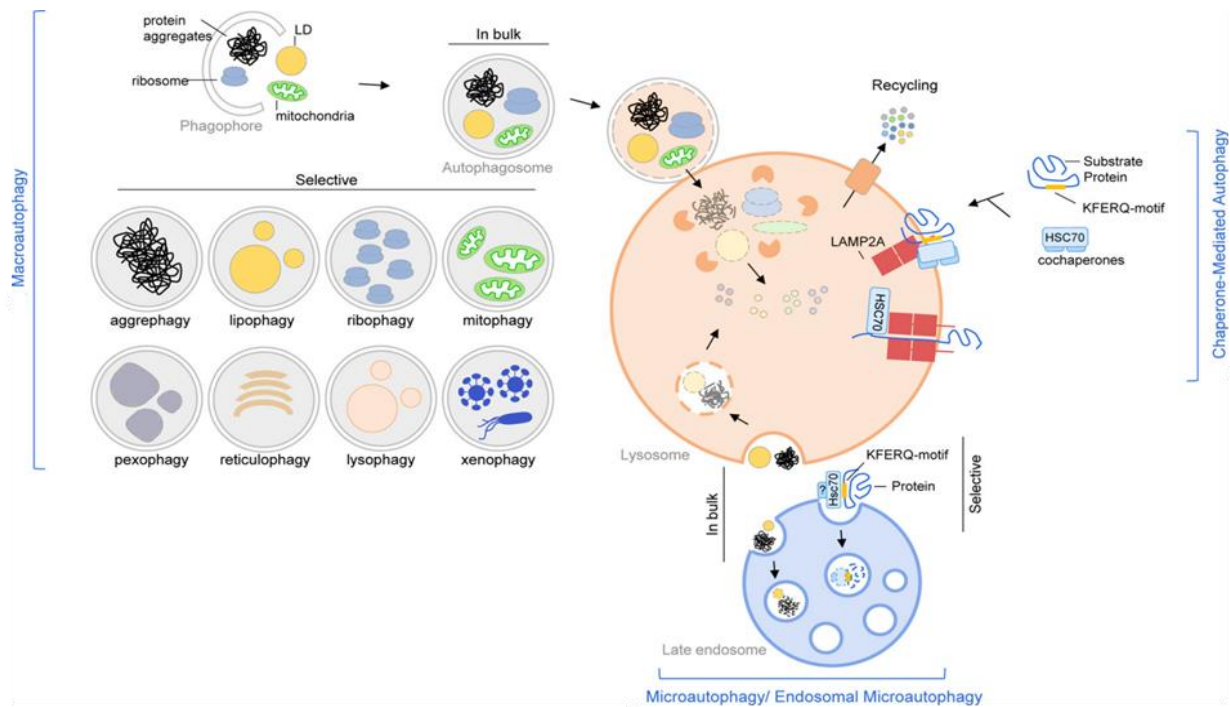 Macroautophagy
protein
aggregates
LD
ribosome
mitochondria
Phagophore
In bulk
Autophagosome
Selective
aggrephagy
lipophagy
ribophagy
mitophagy
pexophagy
reticulophagy
lysophagy
xenophagy
Recycling
LAMP2A
HSC70
Lysosome
Substrate
Protein
KFERQ-motif
HSC70
cochaperones
Chaperone-Mediated Autophagy
In bulk
?
Hsc70
KFERQ-motif
Protein
Selective
Late endosome
Microautophagy/ Endosomal Microautophagy